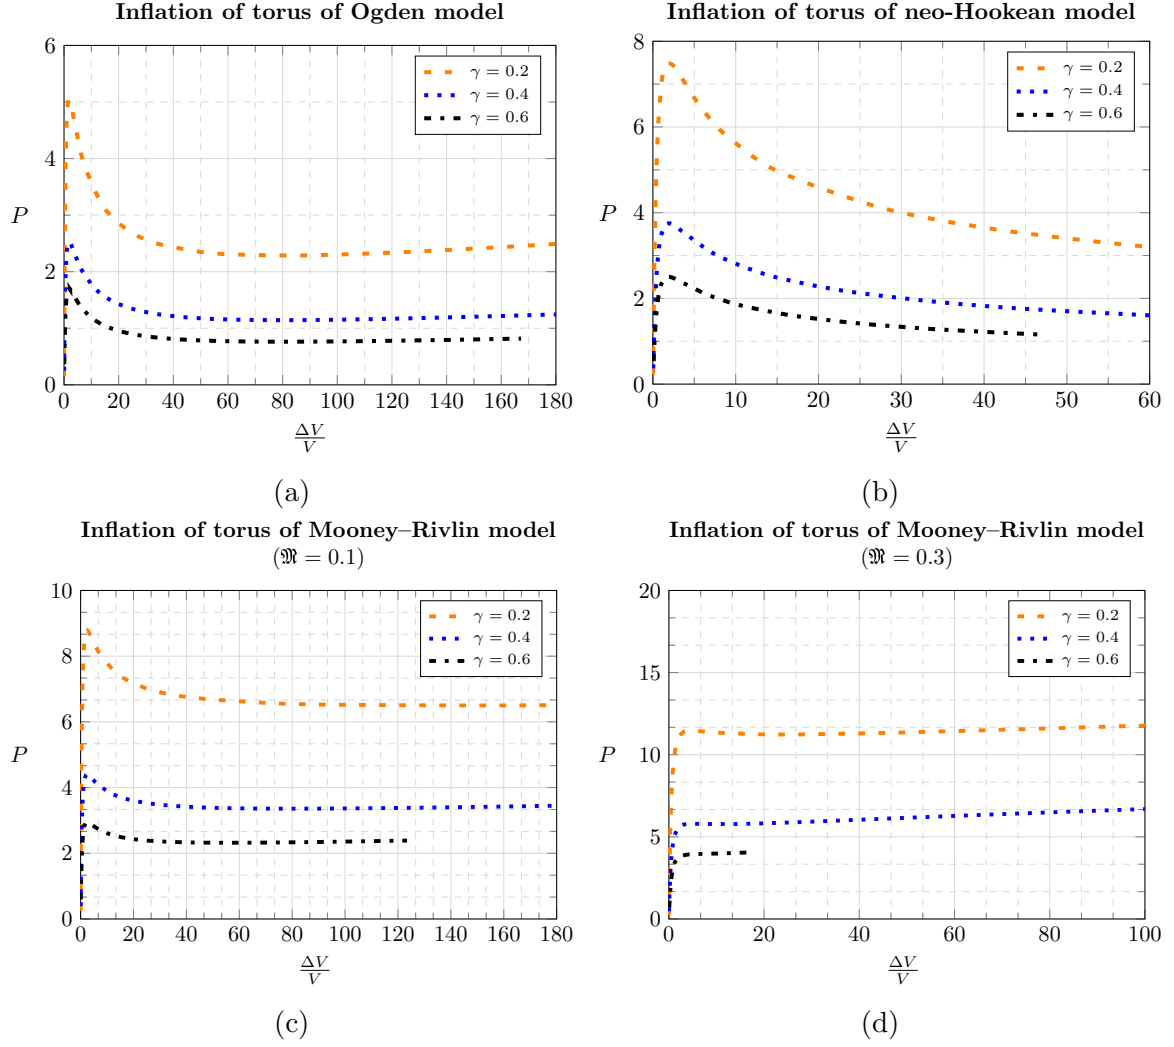 Inflation of torus of Ogden model
6
4
2
0
P
0 20 40 60 80 100 120 140 160 180
ΔV/V
γ = 0.2
γ = 0.4
γ = 0.6
(a)
Inflation of torus of neo-Hookean model
8
6
4
2
0
P
0 10 20 30 40 50 60
ΔV/V
γ = 0.2
γ = 0.4
γ = 0.6
(b)
Inflation of torus of Mooney–Rivlin model
(𝔐 = 0.1)
10
8
6
4
2
0
P
0 20 40 60 80 100 120 140 160 180
ΔV/V
γ = 0.2
γ = 0.4
γ = 0.6
(c)
Inflation of torus of Mooney–Rivlin model
(𝔐 = 0.3)
20
15
10
5
0
P
0 20 40 60 80 100
ΔV/V
γ = 0.2
γ = 0.4
γ = 0.6
(d)